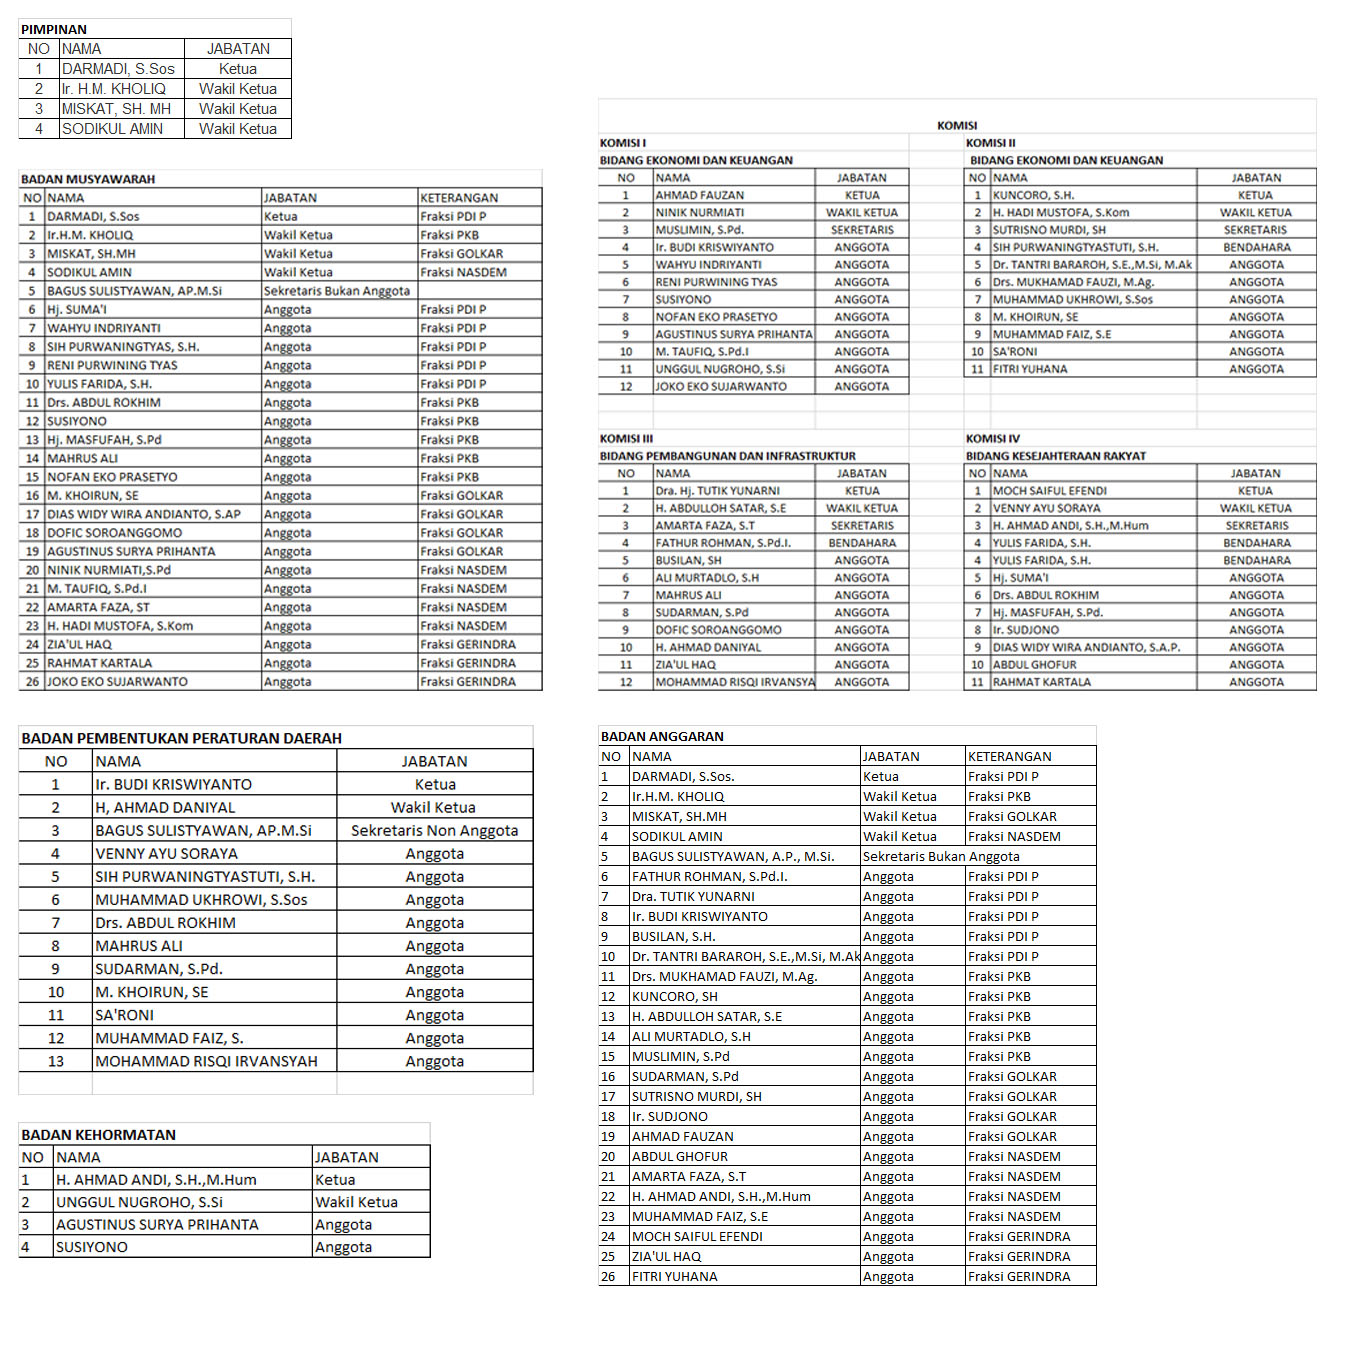 PIMPINAN
NO NAMA JABATAN
1 DARMADI, S.Sos Ketua
2 Ir. H.M. KHOLIQ Wakil Ketua
3 MISKAT, SH. MH Wakil Ketua
4 SODIKUL AMIN Wakil Ketua
BADAN MUSYAWARAH
NO NAMA JABATAN KETERANGAN
1 DARMADI, S.Sos Ketua Fraksi PDI P
2 Ir.H.M. KHOLIQ Wakil Ketua Fraksi PKB
3 MISKAT, SH.MH Wakil Ketua Fraksi GOLKAR
4 SODIKUL AMIN Wakil Ketua Fraksi NASDEM
5 BAGUS SULISTYAWAN, AP.M.Si Sekretaris Bukan Anggota
6 Hj. SUMA'I Anggota Fraksi PDI P
7 WAHYU INDRIYANTI Anggota Fraksi PDI P
8 SIH PURWANINGTYAS, S.H. Anggota Fraksi PDI P
9 RENI PURWINING TYAS Anggota Fraksi PDI P
10 YULIS FARIDA, S.H. Anggota Fraksi PDI P
11 Drs. ABDUL ROKHIM Anggota Fraksi PKB
12 SUSIYONO Anggota Fraksi PKB
13 Hj. MASFUFAH, S.Pd Anggota Fraksi PKB
14 MAHRUS ALI Anggota Fraksi PKB
15 NOFAN EKO PRASETYO Anggota Fraksi PKB
16 M. KHOIRUN, SE Anggota Fraksi GOLKAR
17 DIAS WIDY WIRA ANDIANTO, S.AP Anggota Fraksi GOLKAR
18 DOFIC SOROANGGOMO Anggota Fraksi GOLKAR
19 AGUSTINUS SURYA PRIHANTA Anggota Fraksi GOLKAR
20 NINIK NURMIATI,S.Pd Anggota Fraksi NASDEM
21 M. TAUFIQ, S.Pd.I Anggota Fraksi NASDEM
22 AMARTA FAZA, ST Anggota Fraksi NASDEM
23 H. HADI MUSTOFA, S.Kom Anggota Fraksi NASDEM
24 ZIA'UL HAQ Anggota Fraksi GERINDRA
25 RAHMAT KARTALA Anggota Fraksi GERINDRA
26 JOKO EKO SUJARWANTO Anggota Fraksi GERINDRA
KOMISI
KOMISI I
BIDANG EKONOMI DAN KEUANGAN
NO NAMA JABATAN
1 AHMAD FAUZAN KETUA
2 NINIK NURMIATI WAKIL KETUA
3 MUSLIMIN, S.Pd. SEKRETARIS
4 Ir. BUDI KRISWIYANTO ANGGOTA
5 WAHYU INDRIYANTI ANGGOTA
6 RENI PURWINING TYAS ANGGOTA
7 SUSIYONO ANGGOTA
8 NOFAN EKO PRASETYO ANGGOTA
9 AGUSTINUS SURYA PRIHANTA ANGGOTA
10 M. TAUFIQ, S.Pd.I ANGGOTA
11 UNGGUL NUGROHO, S.Si ANGGOTA
12 JOKO EKO SUJARWANTO ANGGOTA
KOMISI II
BIDANG EKONOMI DAN KEUANGAN
NO NAMA JABATAN
1 KUNCORO, S.H. KETUA
2 H. HADI MUSTOFA, S.Kom WAKIL KETUA
3 SUTRISNO MURDI, SH SEKRETARIS
4 SIH PURWANINGTYASTUTI, S.H. BENDAHARA
5 Dr. TANTRI BARAROH, S.E.,M.Si, M.Ak ANGGOTA
6 Drs. MUKHAMAD FAUZI, M.Ag. ANGGOTA
7 MUHAMMAD UKHROWI, S.Sos ANGGOTA
8 M. KHOIRUN, SE ANGGOTA
9 MUHAMMAD FAIZ, S.E ANGGOTA
10 SA'RONI ANGGOTA
11 FITRI YUHANA ANGGOTA
KOMISI III
BIDANG PEMBANGUNAN DAN INFRASTRUKTUR
NO NAMA JABATAN
1 Dra. Hj. TUTIK YUNARNI KETUA
2 H. ABDULLOH SATAR, S.E WAKIL KETUA
3 AMARTA FAZA, S.T SEKRETARIS
4 FATHUR ROHMAN, S.Pd.I. BENDAHARA
5 BUSILAN, SH ANGGOTA
6 ALI MURTADLO, S.H ANGGOTA
7 MAHRUS ALI ANGGOTA
8 SUDARMAN, S.Pd ANGGOTA
9 DOFIC SOROANGGOMO ANGGOTA
10 H. AHMAD DANIYAL ANGGOTA
11 ZIA'UL HAQ ANGGOTA
12 MOHAMMAD RISQI IRVANSYA ANGGOTA
KOMISI IV
BIDANG KESEJAHTERAAN RAKYAT
NO NAMA JABATAN
1 MOCH SAIFUL EFENDI KETUA
2 VENNY AYU SORAYA WAKIL KETUA
3 H. AHMAD ANDI, S.H.,M.Hum SEKRETARIS
4 YULIS FARIDA, S.H. BENDAHARA
4 YULIS FARIDA, S.H. BENDAHARA
5 Hj. SUMA'I ANGGOTA
6 Drs. ABDUL ROKHIM ANGGOTA
7 Hj. MASFUFAH, S.Pd. ANGGOTA
8 Ir. SUDJONO ANGGOTA
9 DIAS WIDY WIRA ANDIANTO, S.A.P. ANGGOTA
10 ABDUL GHOFUR ANGGOTA
11 RAHMAT KARTALA ANGGOTA
BADAN PEMBENTUKAN PERATURAN DAERAH
NO NAMA JABATAN
1 Ir. BUDI KRISWIYANTO Ketua
2 H, AHMAD DANIYAL Wakil Ketua
3 BAGUS SULISTYAWAN, AP.M.Si Sekretaris Non Anggota
4 VENNY AYU SORAYA Anggota
5 SIH PURWANINGTYASTUTI, S.H. Anggota
6 MUHAMMAD UKHROWI, S.Sos Anggota
7 Drs. ABDUL ROKHIM Anggota
8 MAHRUS ALI Anggota
9 SUDARMAN, S.Pd. Anggota
10 M. KHOIRUN, SE Anggota
11 SA'RONI Anggota
12 MUHAMMAD FAIZ, S. Anggota
13 MOHAMMAD RISQI IRVANSYAH Anggota
BADAN KEHORMATAN
NO NAMA JABATAN
1 H. AHMAD ANDI, S.H.,M.Hum Ketua
2 UNGGUL NUGROHO, S.Si Wakil Ketua
3 AGUSTINUS SURYA PRIHANTA Anggota
4 SUSIYONO Anggota
BADAN ANGGARAN
NO NAMA JABATAN KETERANGAN
1 DARMADI, S.Sos. Ketua Fraksi PDI P
2 Ir.H.M. KHOLIQ Wakil Ketua Fraksi PKB
3 MISKAT, SH.MH Wakil Ketua Fraksi GOLKAR
4 SODIKUL AMIN Wakil Ketua Fraksi NASDEM
5 BAGUS SULISTYAWAN, A.P., M.Si. Sekretaris Bukan Anggota
6 FATHUR ROHMAN, S.Pd.I. Anggota Fraksi PDI P
7 Dra. TUTIK YUNARNI Anggota Fraksi PDI P
8 Ir. BUDI KRISWIYANTO Anggota Fraksi PDI P
9 BUSILAN, S.H. Anggota Fraksi PDI P
10 Dr. TANTRI BARAROH, S.E.,M.Si, M.Ak Anggota Fraksi PDI P
11 Drs. MUKHAMAD FAUZI, M.Ag. Anggota Fraksi PKB
12 KUNCORO, SH Anggota Fraksi PKB
13 H. ABDULLOH SATAR, S.E Anggota Fraksi PKB
14 ALI MURTADLO, S.H Anggota Fraksi PKB
15 MUSLIMIN, S.Pd Anggota Fraksi PKB
16 SUDARMAN, S.Pd Anggota Fraksi GOLKAR
17 SUTRISNO MURDI, SH Anggota Fraksi GOLKAR
18 Ir. SUDJONO Anggota Fraksi GOLKAR
19 AHMAD FAUZAN Anggota Fraksi GOLKAR
20 ABDUL GHOFUR Anggota Fraksi NASDEM
21 AMARTA FAZA, S.T Anggota Fraksi NASDEM
22 H. AHMAD ANDI, S.H.,M.Hum Anggota Fraksi NASDEM
23 MUHAMMAD FAIZ, S.E Anggota Fraksi NASDEM
24 MOCH SAIFUL EFENDI Anggota Fraksi GERINDRA
25 ZIA'UL HAQ Anggota Fraksi GERINDRA
26 FITRI YUHANA Anggota Fraksi GERINDRA